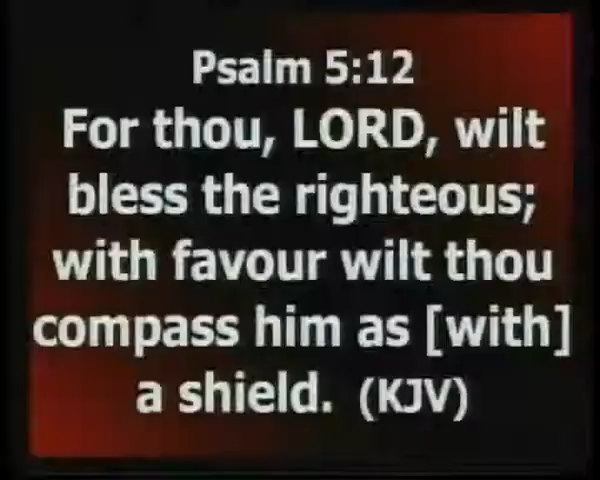 Psalm 5:12
For thou, LORD, wilt
bless the righteous;
with favour wilt thou
compass him as [with]
a shield. (KJV)